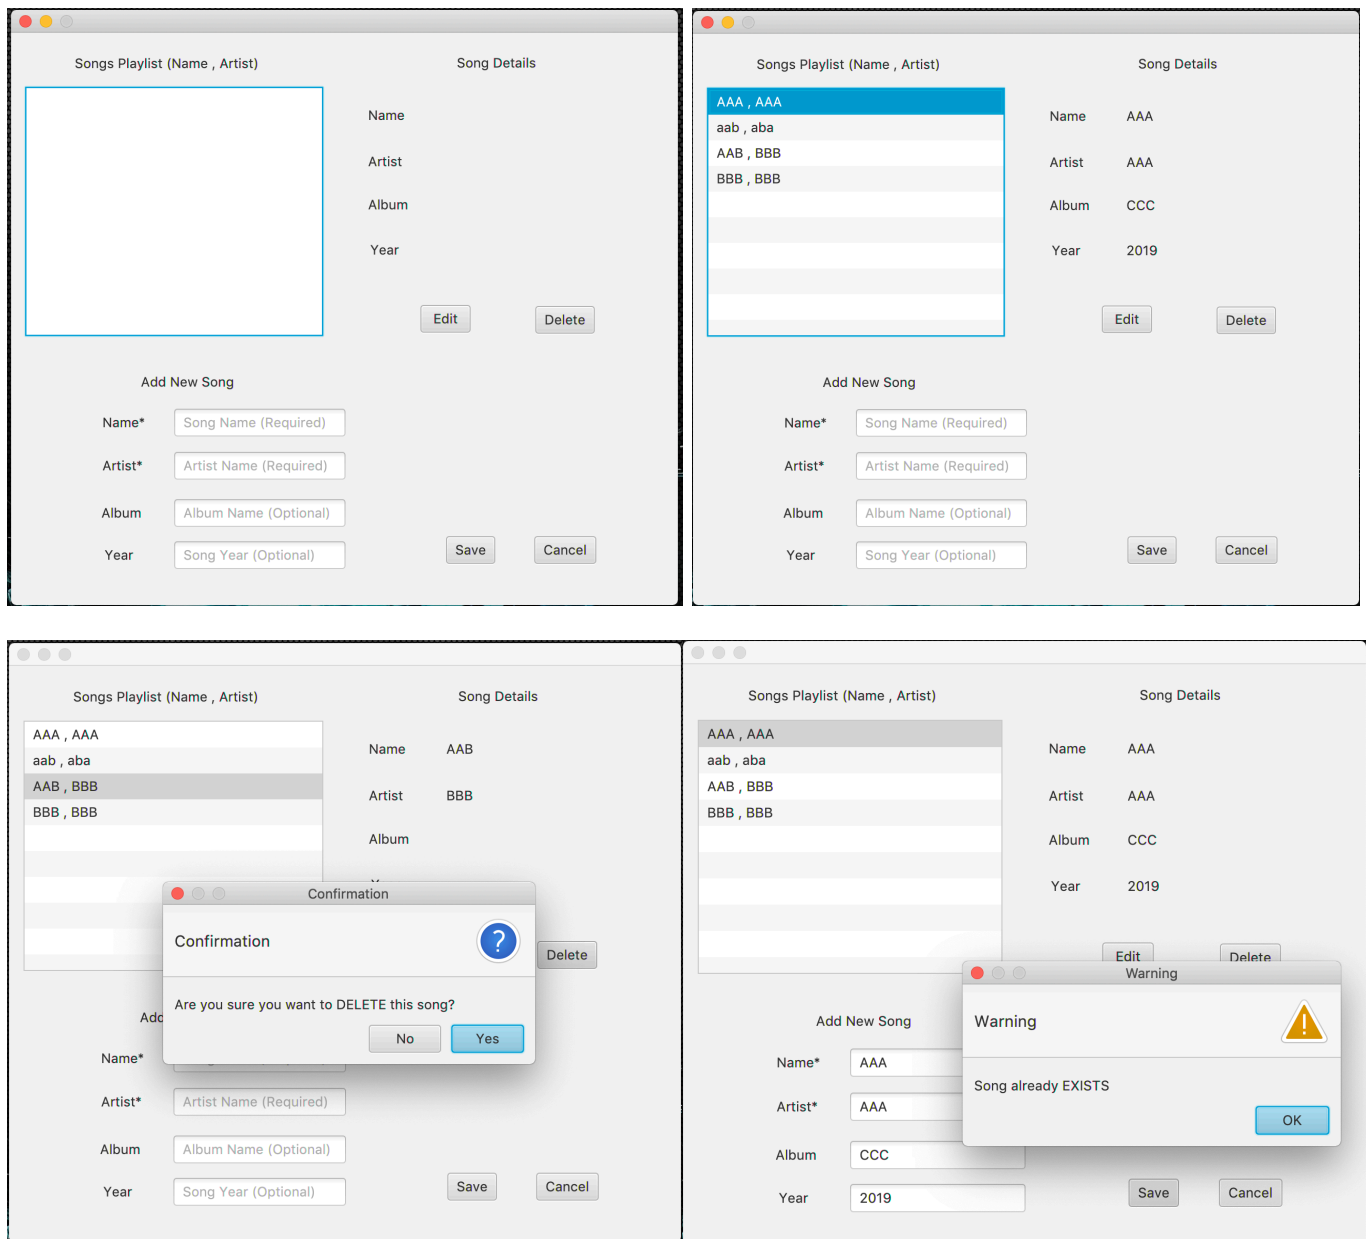 Songs Playlist (Name , Artist)
Song Details
Name
Artist
Album
Year
Edit
Delete
Add New Song
Name*
Song Name (Required)
Artist*
Artist Name (Required)
Album
Album Name (Optional)
Year
Song Year (Optional)
Save
Cancel
Songs Playlist (Name , Artist)
Song Details
AAA , AAA
aab , aba
AAB , BBB
BBB , BBB
Name AAA
Artist AAA
Album CCC
Year 2019
Edit
Delete
Add New Song
Name*
Song Name (Required)
Artist*
Artist Name (Required)
Album
Album Name (Optional)
Year
Song Year (Optional)
Save
Cancel
Songs Playlist (Name , Artist)
Song Details
AAA , AAA
aab , aba
AAB , BBB
BBB , BBB
Name AAB
Artist BBB
Album
Delete
Confirmation
Confirmation
Are you sure you want to DELETE this song?
No
Yes
Name*
Artist*
Artist Name (Required)
Album
Album Name (Optional)
Year
Song Year (Optional)
Save
Cancel
Songs Playlist (Name , Artist)
Song Details
AAA , AAA
aab , aba
AAB , BBB
BBB , BBB
Name AAA
Artist AAA
Album CCC
Year 2019
Edit
Delete
Warning
Warning
Song already EXISTS
OK
Add New Song
Name* AAA
Artist* AAA
Album CCC
Year 2019
Save
Cancel